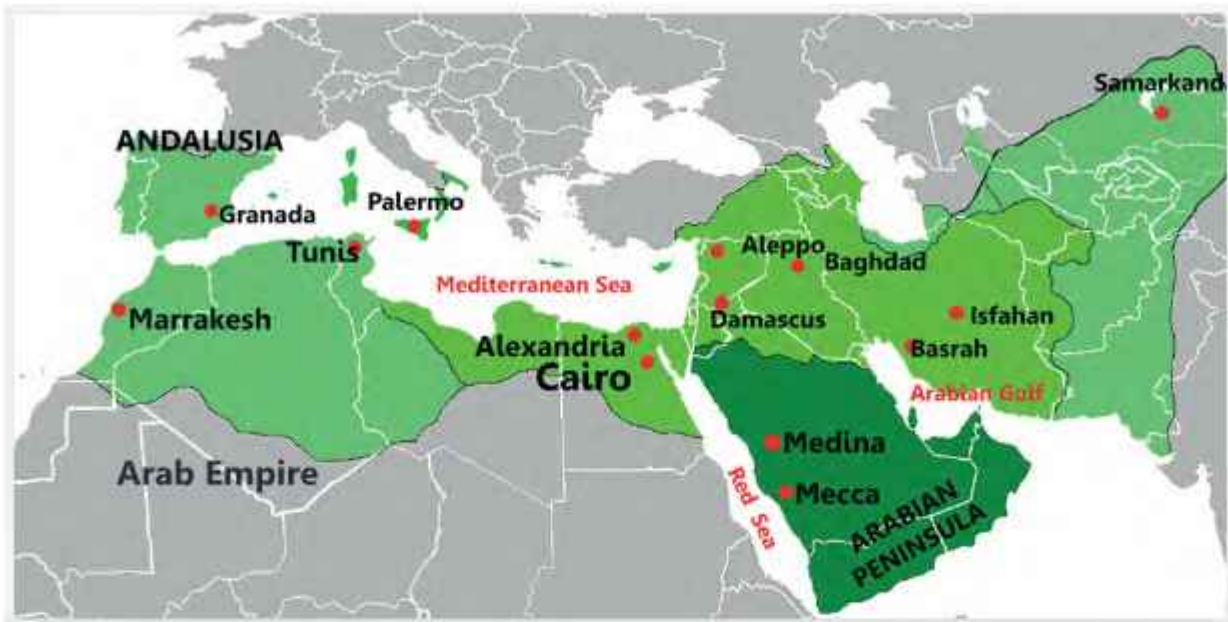 Samarkand
ANDALUSIA
Granada
Palermo
Tunis
Aleppo
Baghdad
Mediterranean Sea
Marrakesh
Damascus
Isfahan
Alexandria
Basrah
Cairo
Arabian Gulf
Medina
Arab Empire
Mecca
Red Sea
ARABIAN
PENINSULA